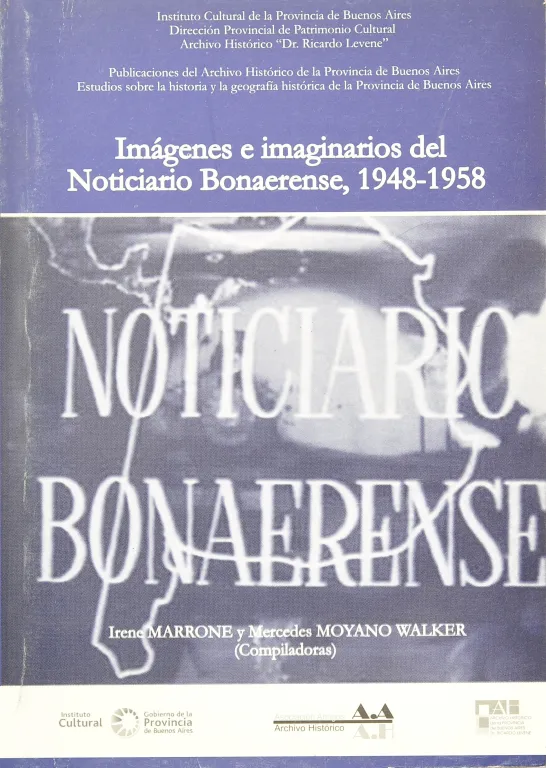 Instituto Cultural de la Provincia de Buenos Aires
Dirección Provincial de Patrimonio Cultural
Archivo Histórico “Dr. Ricardo Levene”
Publicaciones del Archivo Histórico de la Provincia de Buenos Aires
Estudios sobre la historia y la geografía histórica de la Provincia de Buenos Aires
Imágenes e imaginarios del
Noticiario Bonaerense, 1948-1958
NOTICIARIO
BONAERENSE
Irene MARRONE y Mercedes MOYANO WALKER
(Compiladoras)
Instituto
Cultural
Gobierno de la
Provincia
de Buenos Aires
A.A
Archivo Histórico
A.H